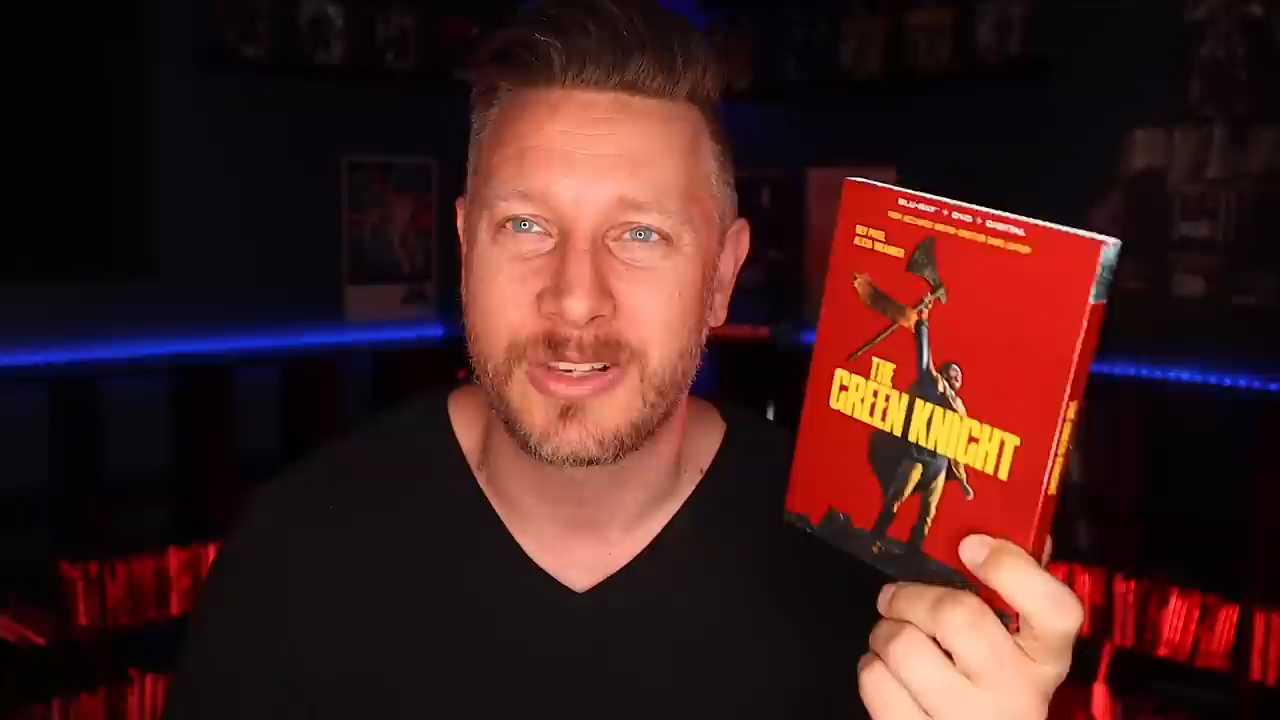 BLU-RAY + DVD + DIGITAL
DEV PATEL
ALICIA VIKANDER
THE
GREEN KNIGHT